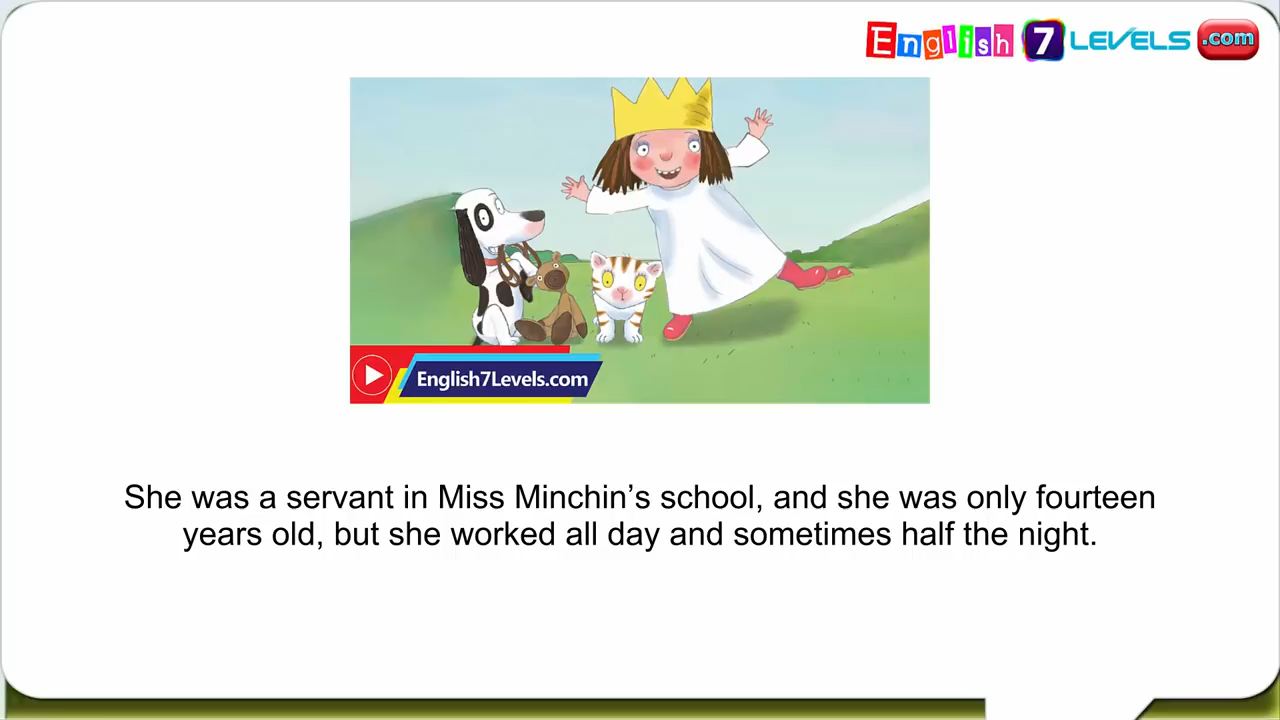 English 7 LEVELS .com
English7Levels.com
She was a servant in Miss Minchin’s school, and she was only fourteen
years old, but she worked all day and sometimes half the night.